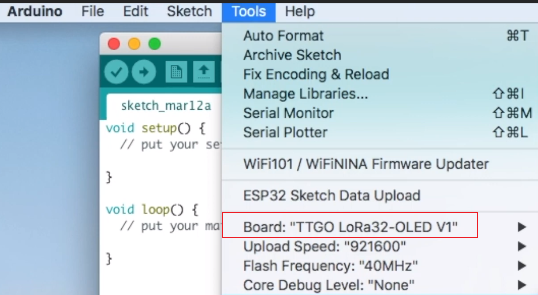 Arduino File Edit Sketch Tools Help
Auto Format ⌘T
Archive Sketch
Fix Encoding & Reload
Manage Libraries... ⇧⌘I
Serial Monitor ⇧⌘M
Serial Plotter ⇧⌘L
WiFi101 / WiFiNINA Firmware Updater
ESP32 Sketch Data Upload
Board: "TTGO LoRa32-OLED V1"
Upload Speed: "921600"
Flash Frequency: "40MHz"
Core Debug Level: "None"
sketch_mar12a
void setup() {
// put your
}
void loop() {
// put your
}